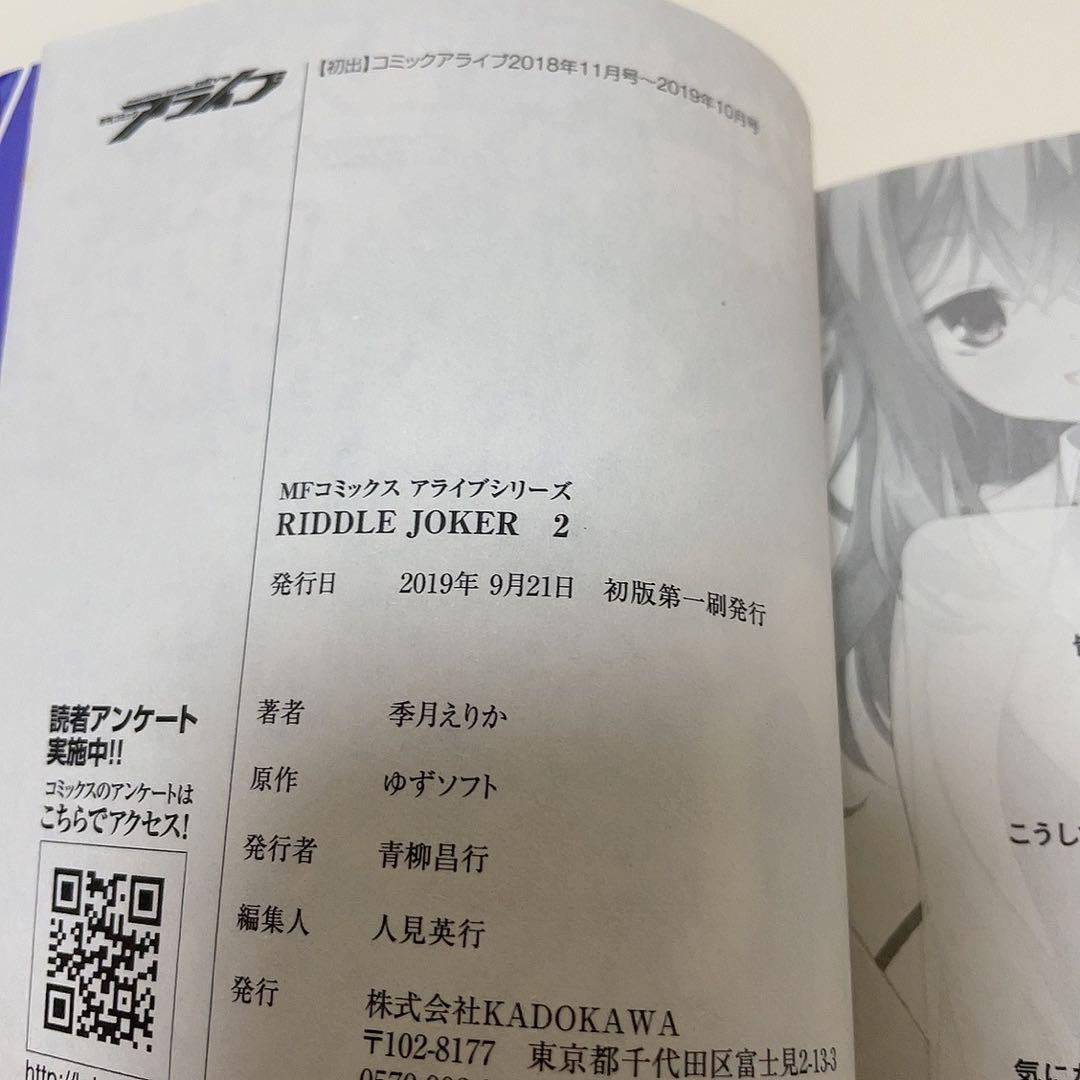 月刊コミック アライブ
【初出】コミックアライブ2018年11月号～2019年10月号
MFコミックス アライブシリーズ
RIDDLE JOKER 2
発行日 2019年 9月21日 初版第一刷発行
著者 季月えりか
原作 ゆずソフト
発行者 青柳昌行
編集人 人見英行
発行 株式会社KADOKAWA
〒102-8177 東京都千代田区富士見2-13-3
読者アンケート
実施中!!
コミックスのアンケートは
こちらでアクセス!
こうし
気に